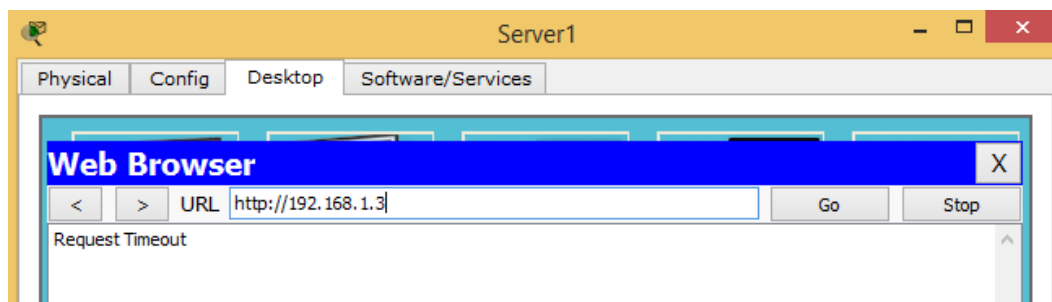 Server1
Physical Config Desktop Software/Services
Web Browser X
< > URL http://192.168.1.3 Go Stop
Request Timeout